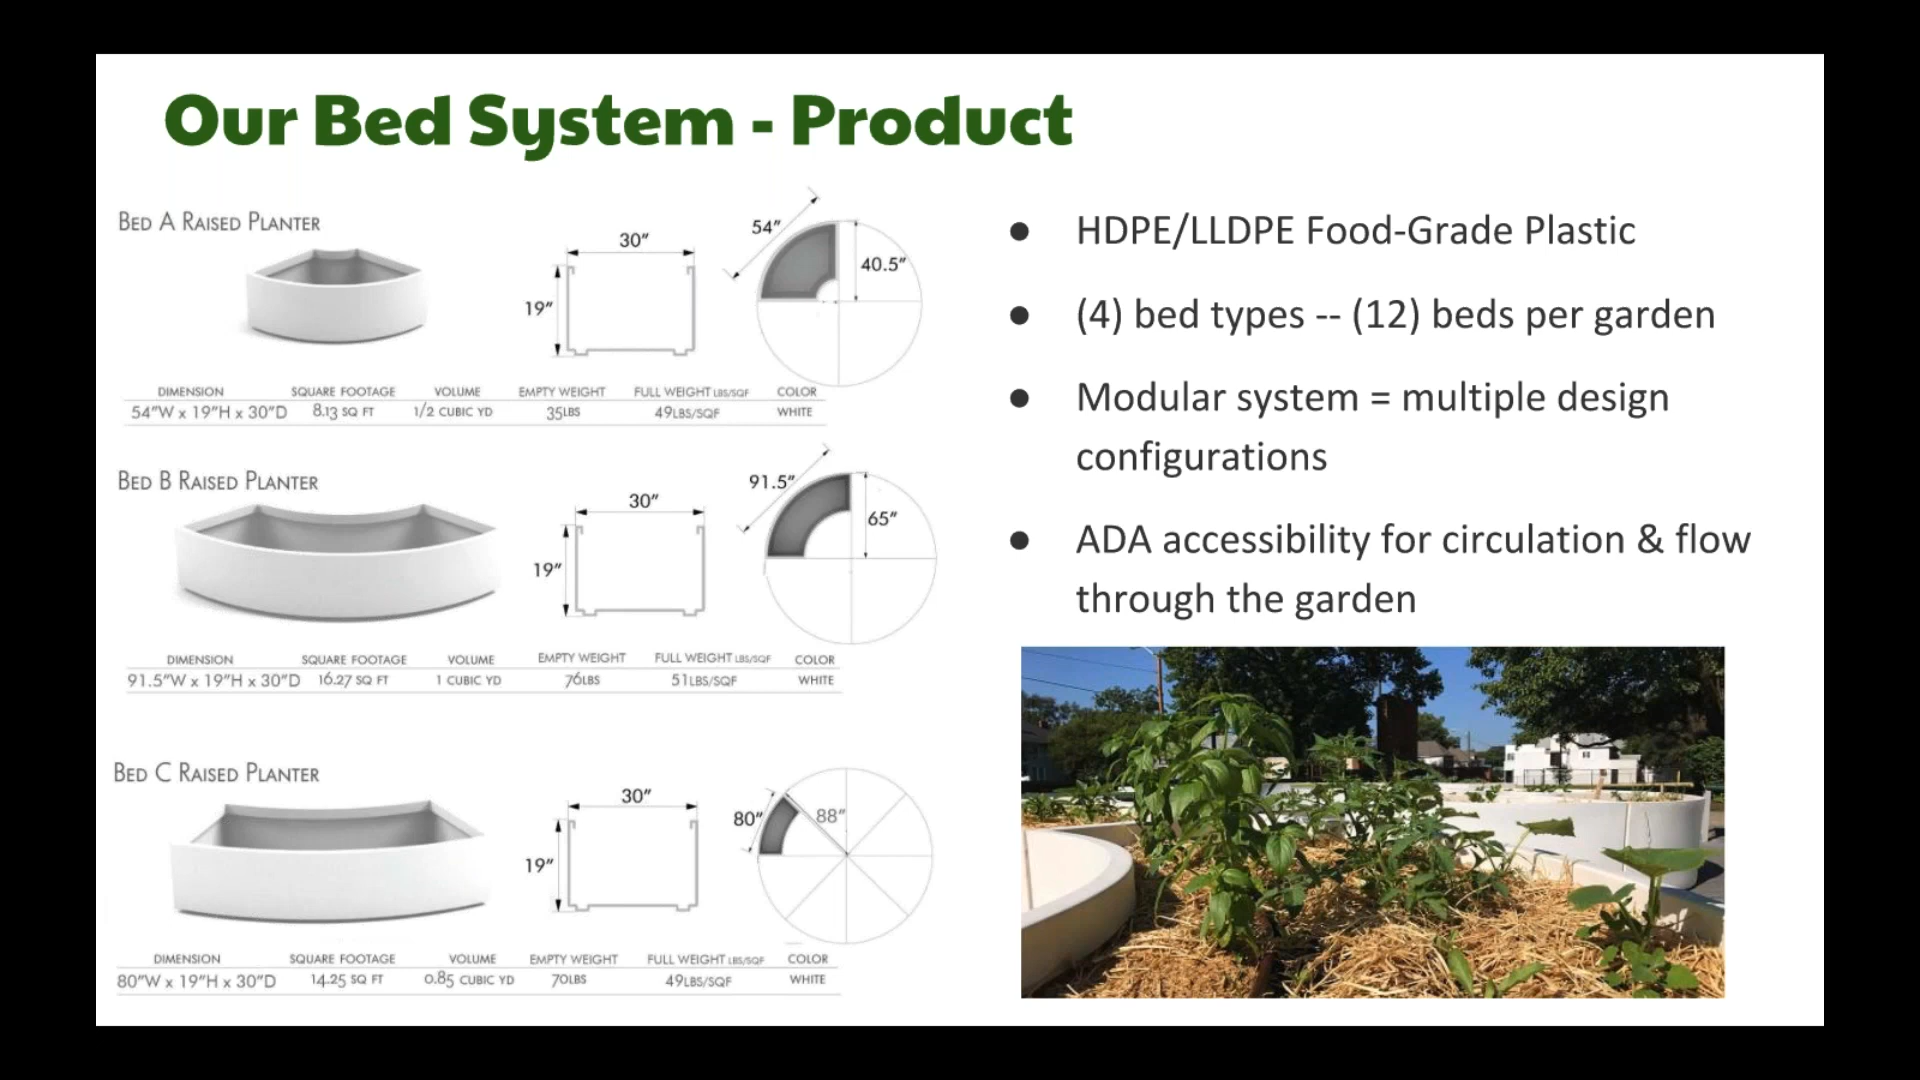 Our Bed System - Product
BED A RAISED PLANTER
30"
19"
54"
40.5"
DIMENSION SQUARE FOOTAGE VOLUME EMPTY WEIGHT FULL WEIGHT LBS/SQF COLOR
54"W x 19"H x 30"D 8.13 SQ FT 1/2 CUBIC YD 35LBS 49LBS/SQF WHITE
BED B RAISED PLANTER
30"
19"
91.5"
65"
DIMENSION SQUARE FOOTAGE VOLUME EMPTY WEIGHT FULL WEIGHT LBS/SQF COLOR
91.5"W x 19"H x 30"D 16.27 SQ FT 1 CUBIC YD 76LBS 51LBS/SQF WHITE
BED C RAISED PLANTER
30"
19"
80"
88"
DIMENSION SQUARE FOOTAGE VOLUME EMPTY WEIGHT FULL WEIGHT LBS/SQF COLOR
80"W x 19"H x 30"D 14.25 SQ FT 0.85 CUBIC YD 70LBS 49LBS/SQF WHITE
● HDPE/LLDPE Food-Grade Plastic
● (4) bed types -- (12) beds per garden
● Modular system = multiple design
configurations
● ADA accessibility for circulation & flow
through the garden